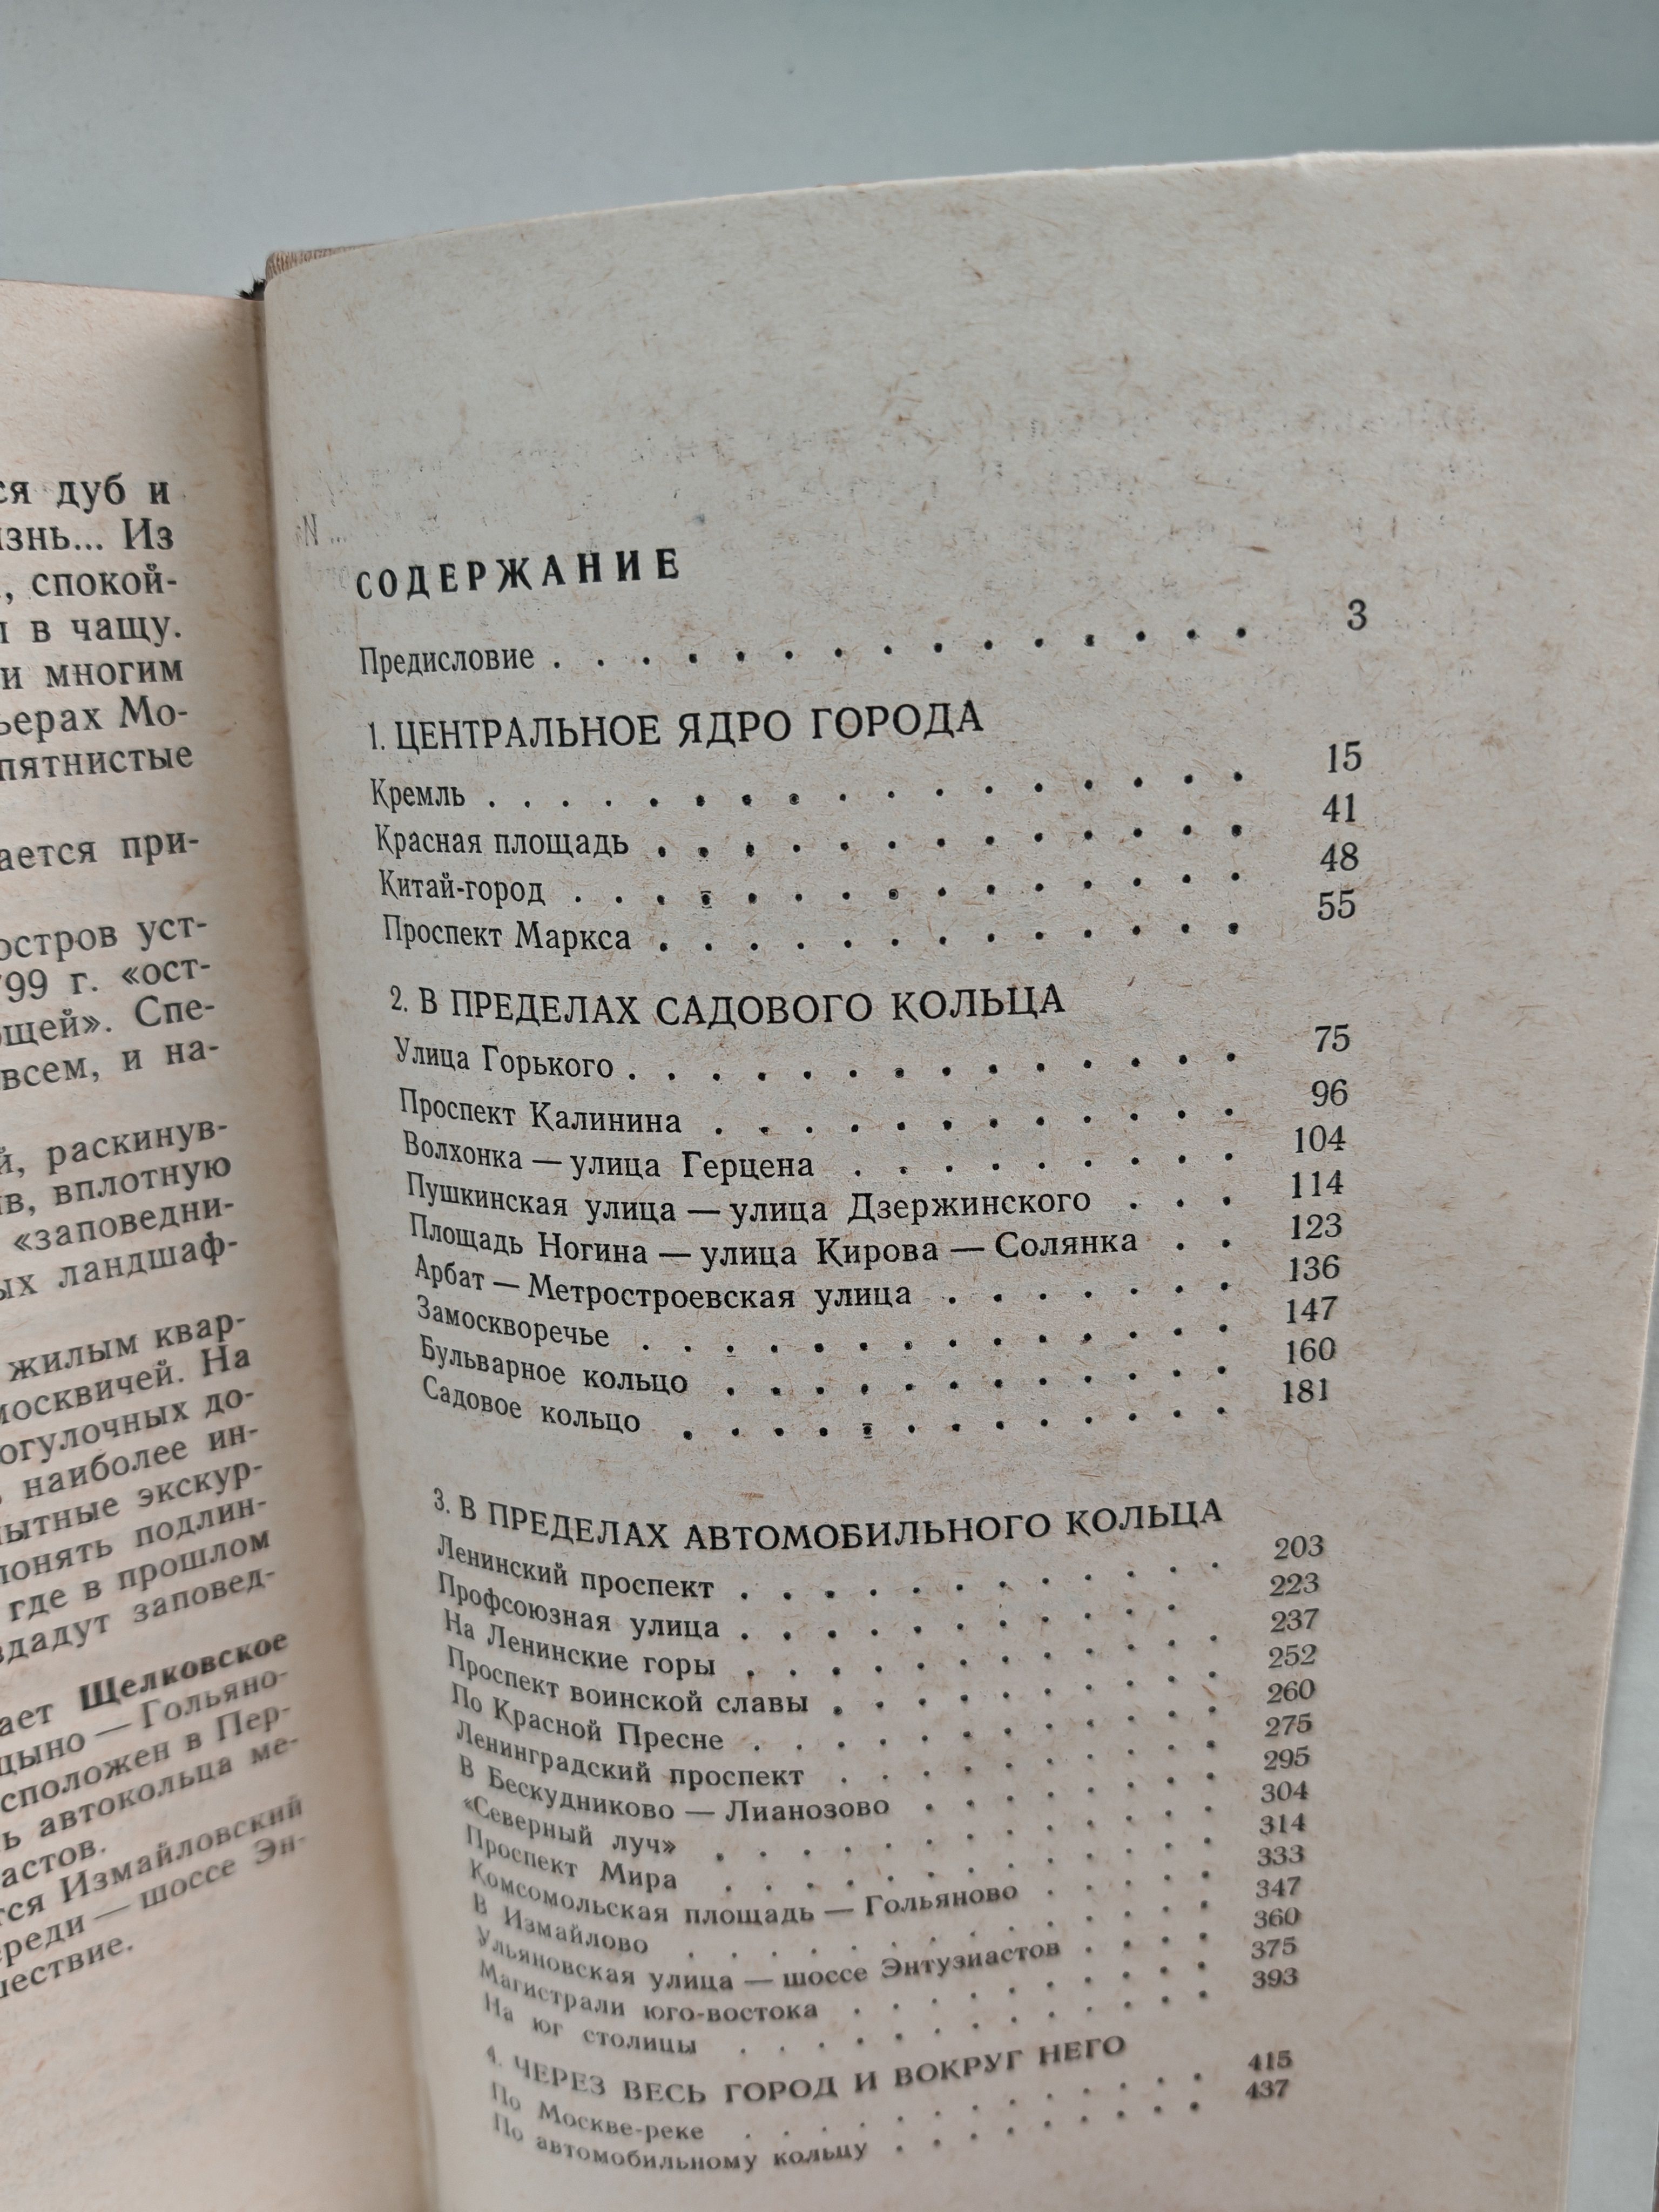 ся дуб и
знь... Из
, спокой-
в чащу.
и многим
ьерах Мо-
пятнистые
ается при-
остров уст-
799 г. «ост-
ощей». Спе-
всем, и на-
й, раскинув-
ив, вплотную
«заповедни-
ых ландшаф-
жилым квар-
москвичей. На
огулочных до-
наиболее ин-
ытные экскур-
понять подлин-
где в прошлом
здадут заповед-
ает Щелковское
цыно — Гольяно-
сположен в Пер-
ь автокольца ме-
астов.
тся Измайловский
ереди — шоссе Эн-
шествие.
СОДЕРЖАНИЕ
Предисловие . . . . . . . . . . . . . . . 3
1. ЦЕНТРАЛЬНОЕ ЯДРО ГОРОДА
Кремль . . . . . . . . . . . . . . . . 15
Красная площадь . . . . . . . . . . . . . 41
Китай-город . . . . . . . . . . . . . . . 48
Проспект Маркса . . . . . . . . . . . . . 55
2. В ПРЕДЕЛАХ САДОВОГО КОЛЬЦА
Улица Горького . . . . . . . . . . . . . . 75
Проспект Калинина . . . . . . . . . . . . 96
Волхонка — улица Герцена . . . . . . . . . 104
Пушкинская улица — улица Дзержинского . . . 114
Площадь Ногина — улица Кирова — Солянка . . 123
Арбат — Метростроевская улица . . . . . . . 136
Замоскворечье . . . . . . . . . . . . . . 147
Бульварное кольцо . . . . . . . . . . . . 160
Садовое кольцо . . . . . . . . . . . . . 181
3. В ПРЕДЕЛАХ АВТОМОБИЛЬНОГО КОЛЬЦА
Ленинский проспект . . . . . . . . . . . . 203
Профсоюзная улица . . . . . . . . . . . 223
На Ленинские горы . . . . . . . . . . . . 237
Проспект воинской славы . . . . . . . . . 252
По Красной Пресне . . . . . . . . . . . 260
Ленинградский проспект . . . . . . . . . 275
В Бескудниково — Лианозово . . . . . . . 295
«Северный луч» . . . . . . . . . . . . 304
Проспект Мира . . . . . . . . . . . . 314
Комсомольская площадь — Гольяново . . . . . 333
В Измайлово . . . . . . . . . . . . . 347
Ульяновская улица — шоссе Энтузиастов . . . . 360
Магистрали юго-востока . . . . . . . . . 375
На юг столицы . . . . . . . . . . . . 393
4. ЧЕРЕЗ ВЕСЬ ГОРОД И ВОКРУГ НЕГО
По Москве-реке . . . . . . . . . . . . 415
По автомобильному кольцу . . . . . . . . 437